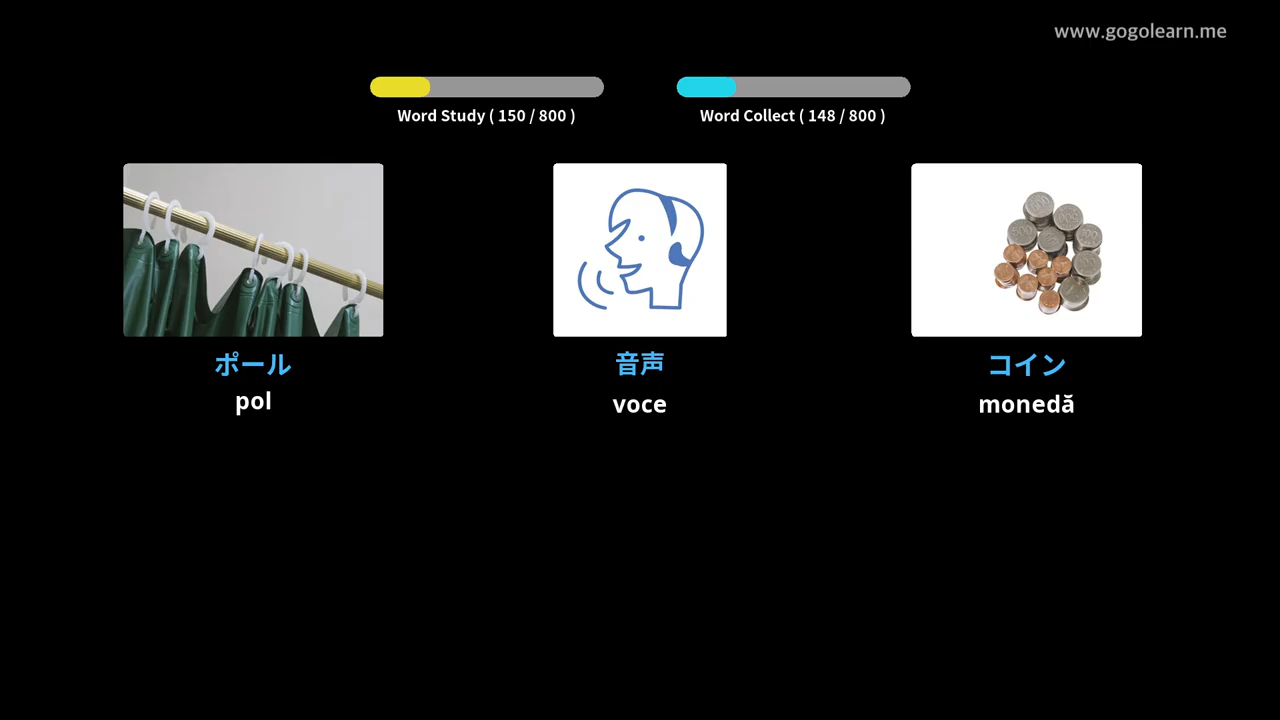 www.gogolearn.me
Word Study ( 150 / 800 )
Word Collect ( 148 / 800 )
ポール
pol
音声
voce
コイン
monedă